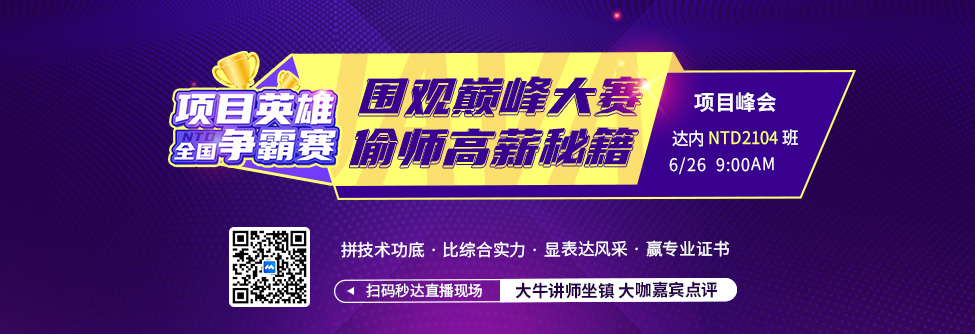 项目英雄
NTD
全国争霸赛
JAVA
围观巅峰大赛
偷师高薪秘籍
项目峰会
达内 NTD2104 班
6/26 9:00AM
拼技术功底 · 比综合实力 · 显表达风采 · 赢专业证书
◀ 扫码秒达直播现场 大牛讲师坐镇 大咖嘉宾点评